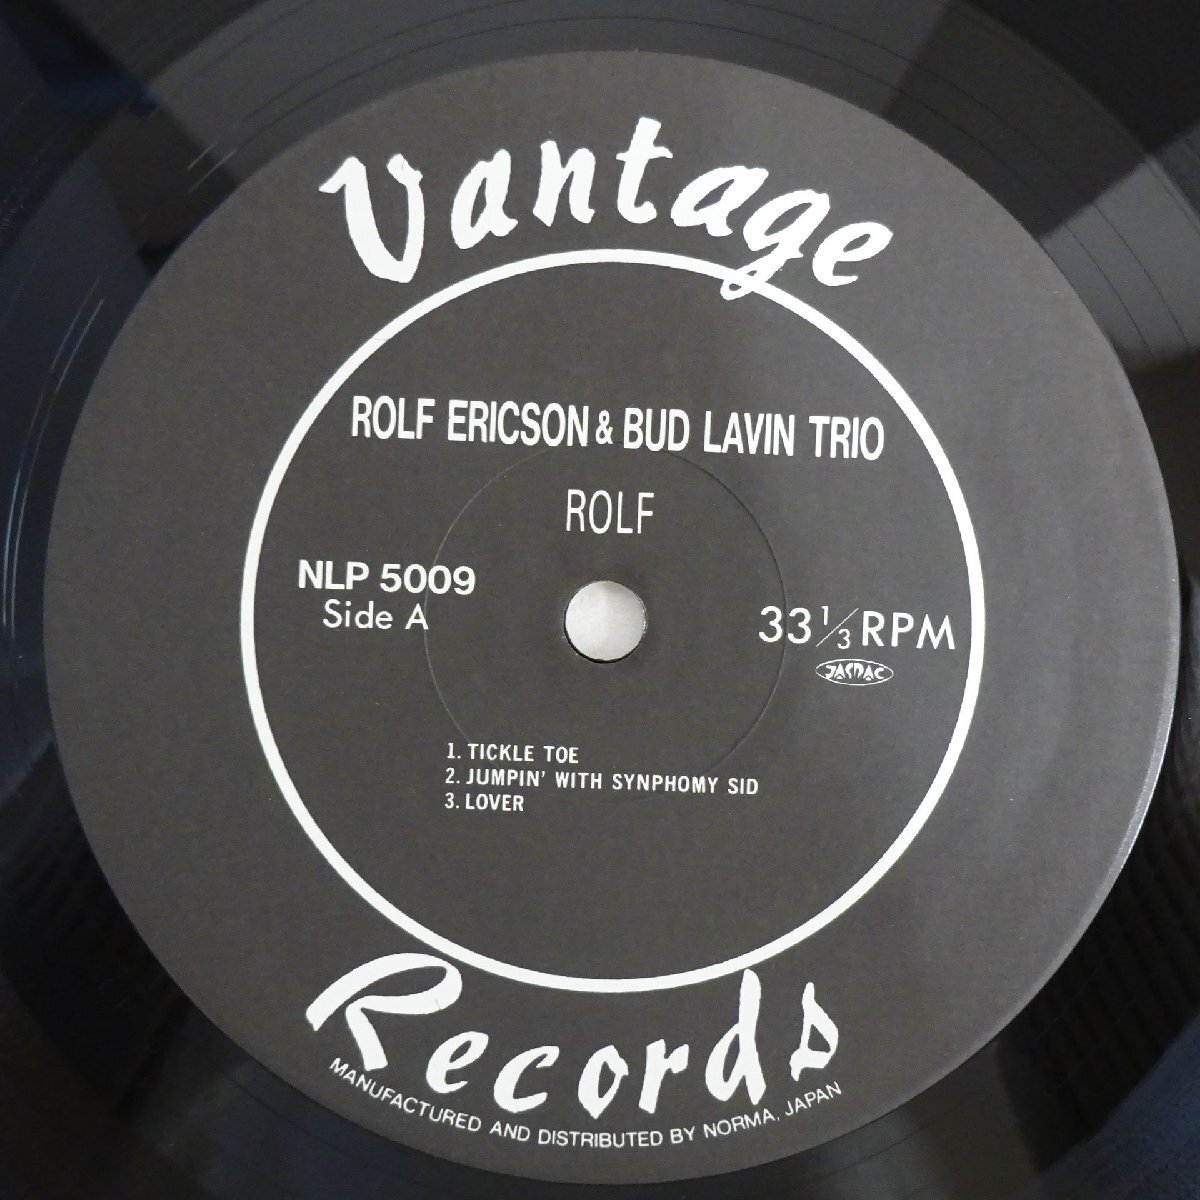 Vantage
ROLF ERICSON & BUD LAVIN TRIO
ROLF
NLP 5009
Side A
33 1/3 RPM
JASRAC
1. TICKLE TOE
2. JUMPIN' WITH SYNPHOMY SID
3. LOVER
Records
MANUFACTURED AND DISTRIBUTED BY NORMA, JAPAN